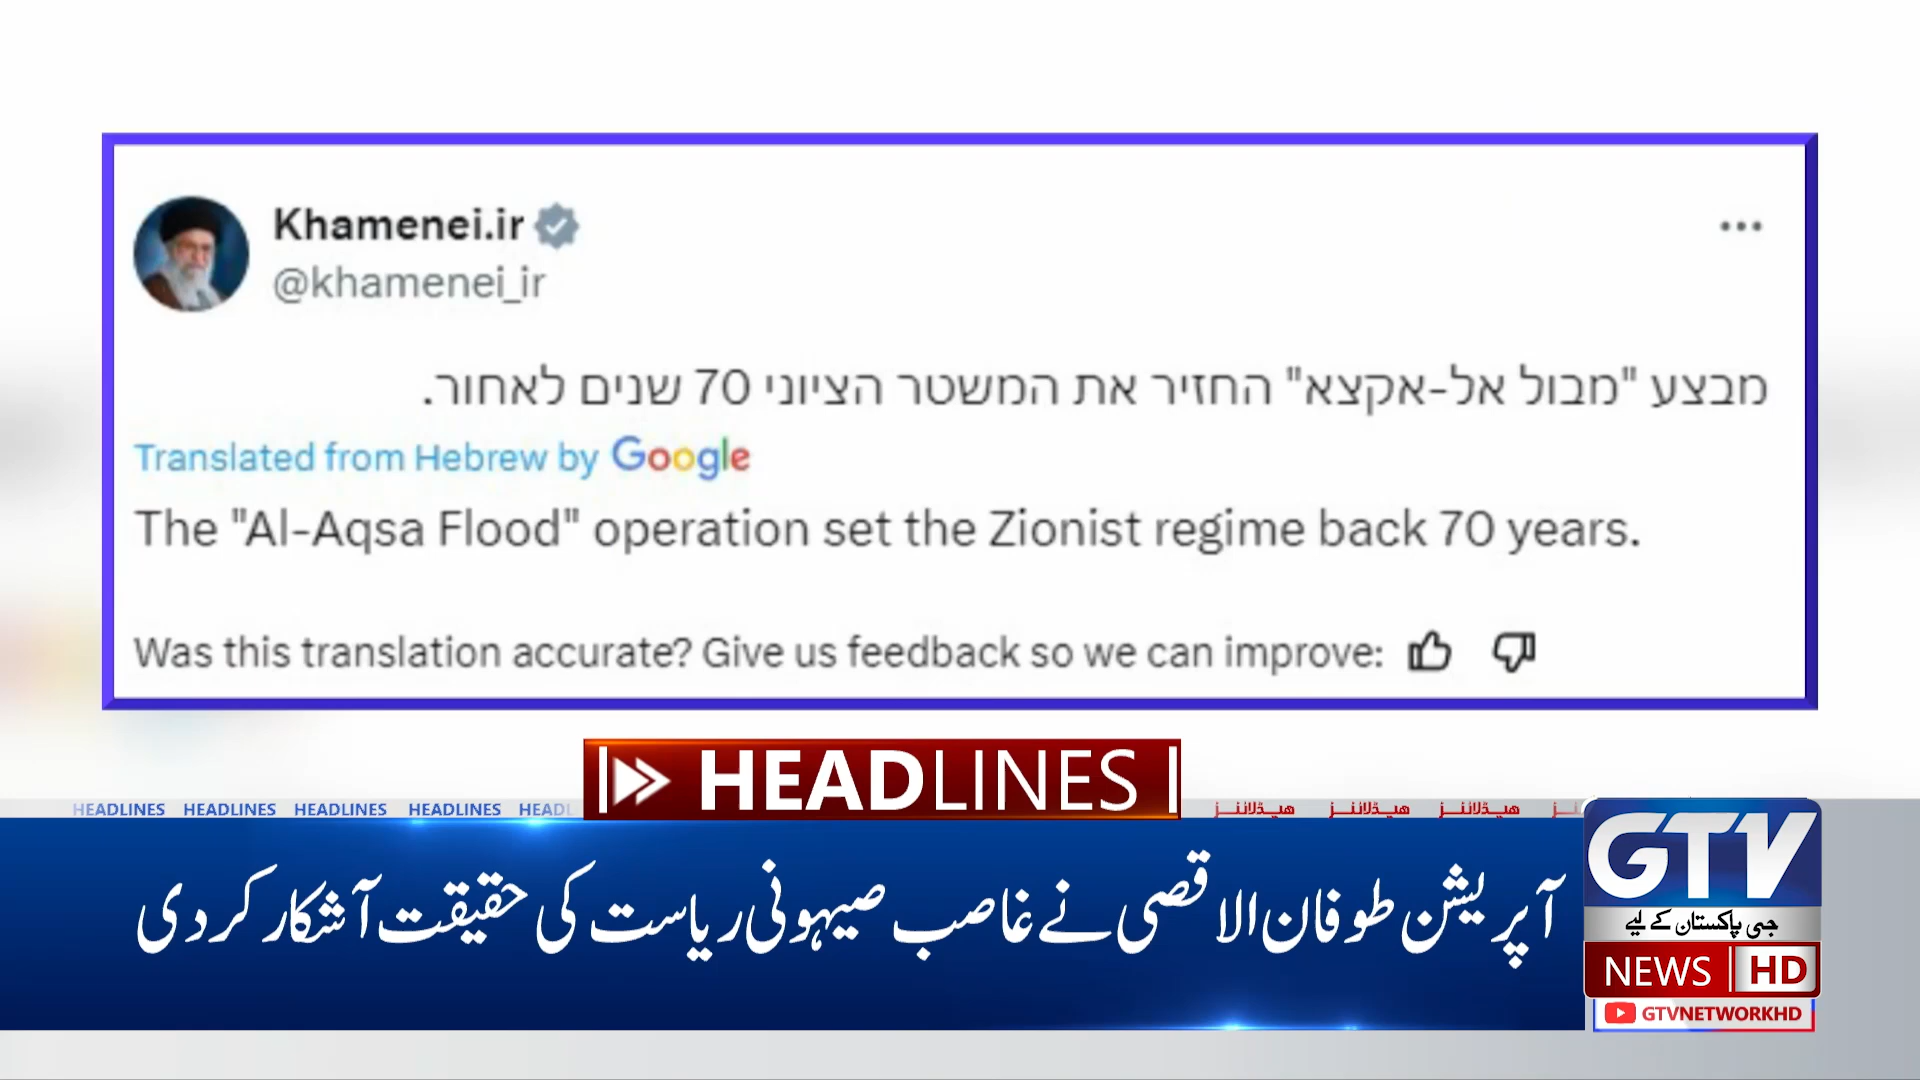 Khamenei.ir
@khamenei_ir
מבצע "מבול אל-אקצא" החזיר את המשטר הציוני 70 שנים לאחור.
Translated from Hebrew by Google
The "Al-Aqsa Flood" operation set the Zionist regime back 70 years.
Was this translation accurate? Give us feedback so we can improve:
HEADLINES
HEADLINES HEADLINES HEADLINES HEADLINES HEADL
ہیڈلائنز ہیڈلائنز ہیڈلائنز
آپریشن طوفان الاقصی نے غاصب صیہونی ریاست کی حقیقت آشکار کردی
GTV
جی پاکستان کے لیے
NEWS HD
GTVNETWORKHD